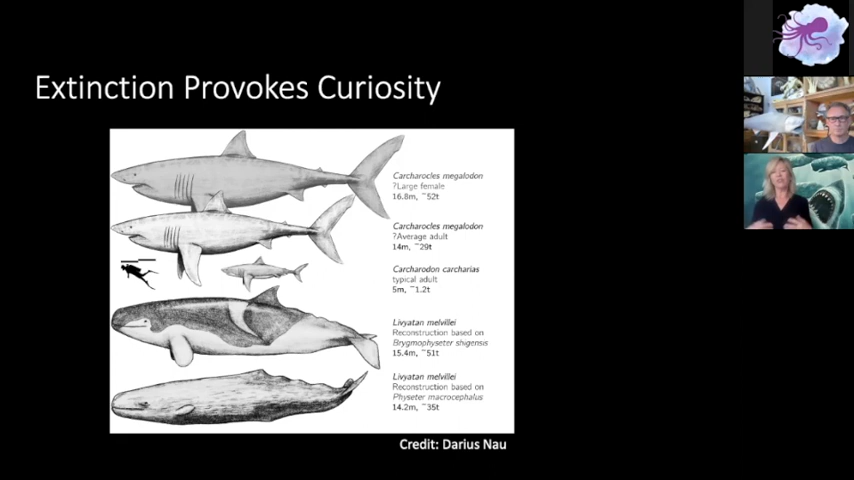 Extinction Provokes Curiosity
Carcharocles megalodon
?Large female
16.8m, ~52t
Carcharocles megalodon
?Average adult
14m, ~29t
Carcharodon carcharias
typical adult
5m, ~1.2t
Livyatan melvillei
Reconstruction based on
Brygmophyseter shigensis
15.4m, ~51t
Livyatan melvillei
Reconstruction based on
Physeter macrocephalus
14.2m, ~35t
Credit: Darius Nau